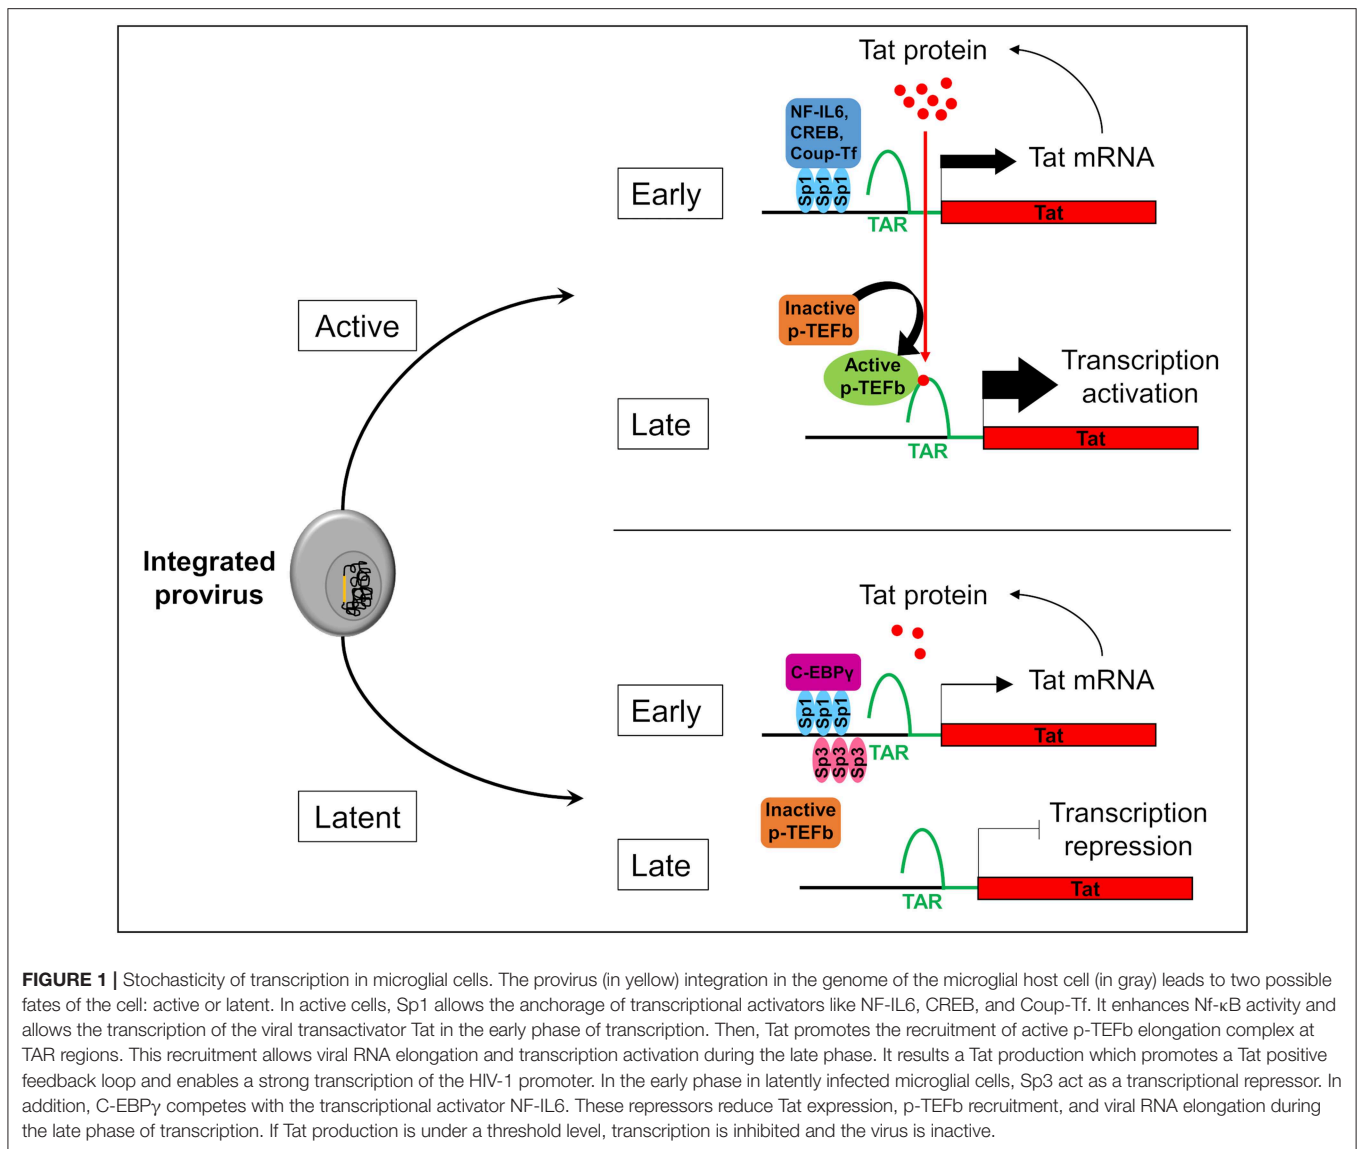 Tat protein
NF-IL6,
CREB,
Coup-Tf
Tat mRNA
Early
Sp1
Sp1
Sp1
TAR
Tat
Active
Inactive
p-TEFb
Active
p-TEFb
Transcription
activation
Late
TAR
Tat
Integrated
provirus
Tat protein
C-EBPγ
Tat mRNA
Early
Sp1
Sp1
Sp1
Sp3
Sp3
Sp3
TAR
Tat
Latent
Inactive
p-TEFb
Transcription
repression
Late
TAR
Tat
FIGURE 1 | Stochasticity of transcription in microglial cells. The provirus (in yellow) integration in the genome of the microglial host cell (in gray) leads to two possible
fates of the cell: active or latent. In active cells, Sp1 allows the anchorage of transcriptional activators like NF-IL6, CREB, and Coup-Tf. It enhances Nf-κB activity and
allows the transcription of the viral transactivator Tat in the early phase of transcription. Then, Tat promotes the recruitment of active p-TEFb elongation complex at
TAR regions. This recruitment allows viral RNA elongation and transcription activation during the late phase. It results a Tat production which promotes a Tat positive
feedback loop and enables a strong transcription of the HIV-1 promoter. In the early phase in latently infected microglial cells, Sp3 act as a transcriptional repressor. In
addition, C-EBPγ competes with the transcriptional activator NF-IL6. These repressors reduce Tat expression, p-TEFb recruitment, and viral RNA elongation during
the late phase of transcription. If Tat production is under a threshold level, transcription is inhibited and the virus is inactive.